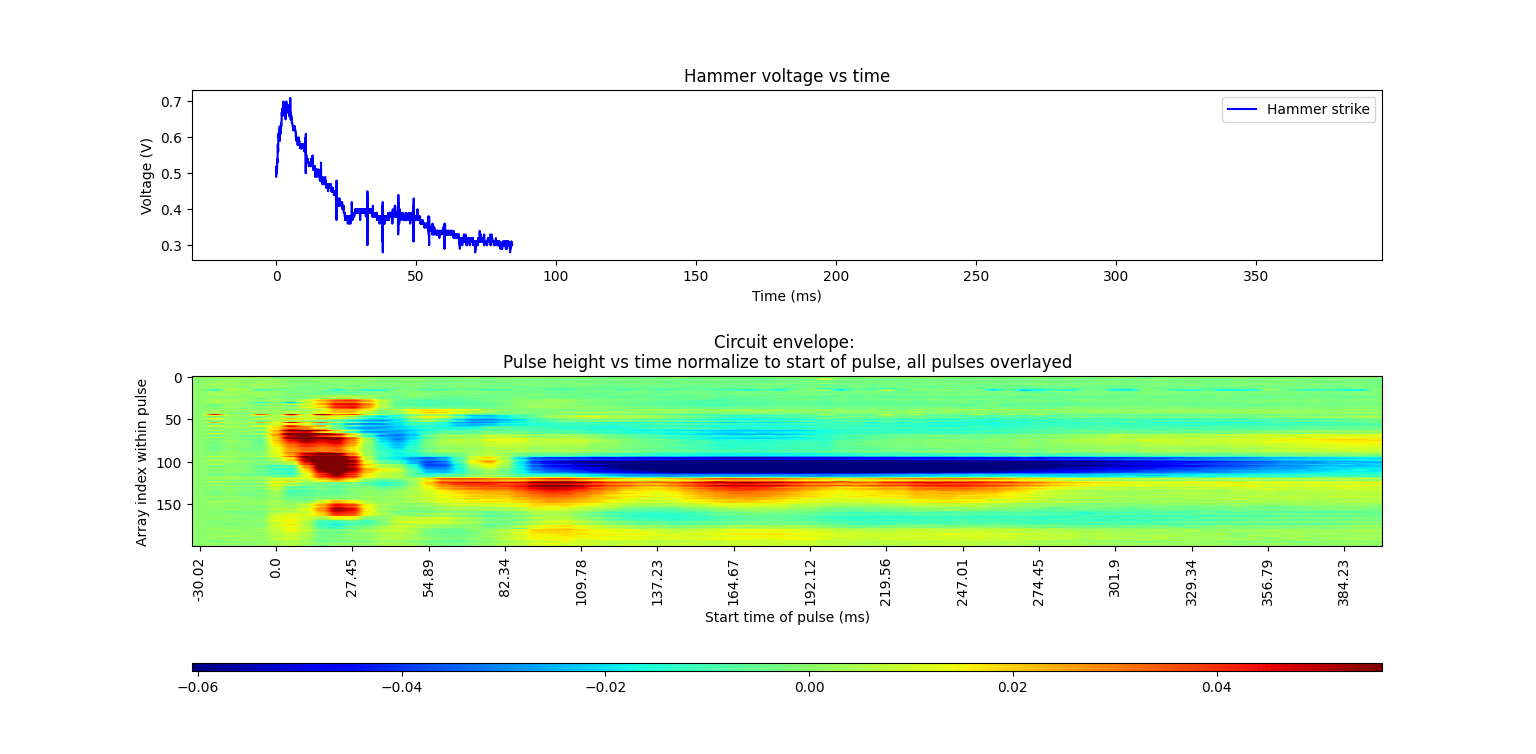 Hammer voltage vs time
0.7
0.6
0.5
0.4
0.3
Voltage (V)
Hammer strike
0 50 100 150 200 250 300 350
Time (ms)
Circuit envelope:
Pulse height vs time normalize to start of pulse, all pulses overlayed
0
50
100
150
Array index within pulse
-30.02 0.0 27.45 54.89 82.34 109.78 137.23 164.67 192.12 219.56 247.01 274.45 301.9 329.34 356.79 384.23
Start time of pulse (ms)
−0.06 −0.04 −0.02 0.00 0.02 0.04